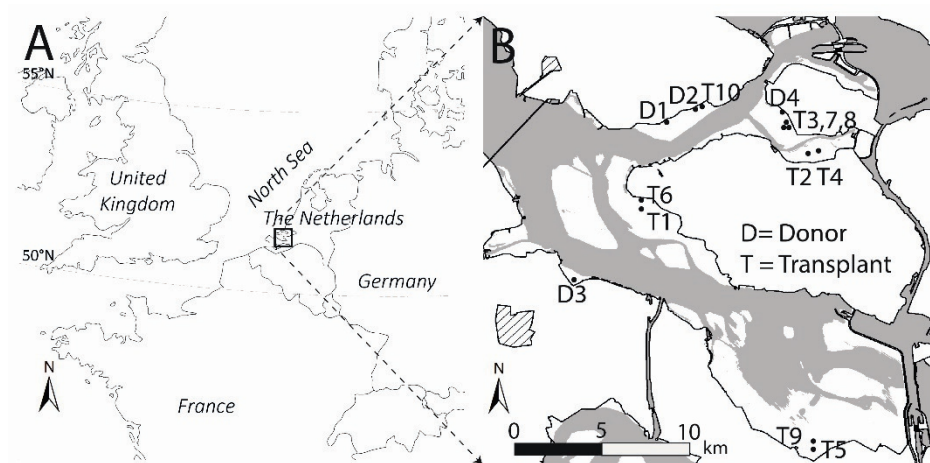 A
55°N
50°N
United
Kingdom
North Sea
The Netherlands
Germany
France
N
B
D1
D2 T10
D4
T3,7,8
T2 T4
T6
T1
D= Donor
T = Transplant
D3
T9 T5
N
0 5 10
km